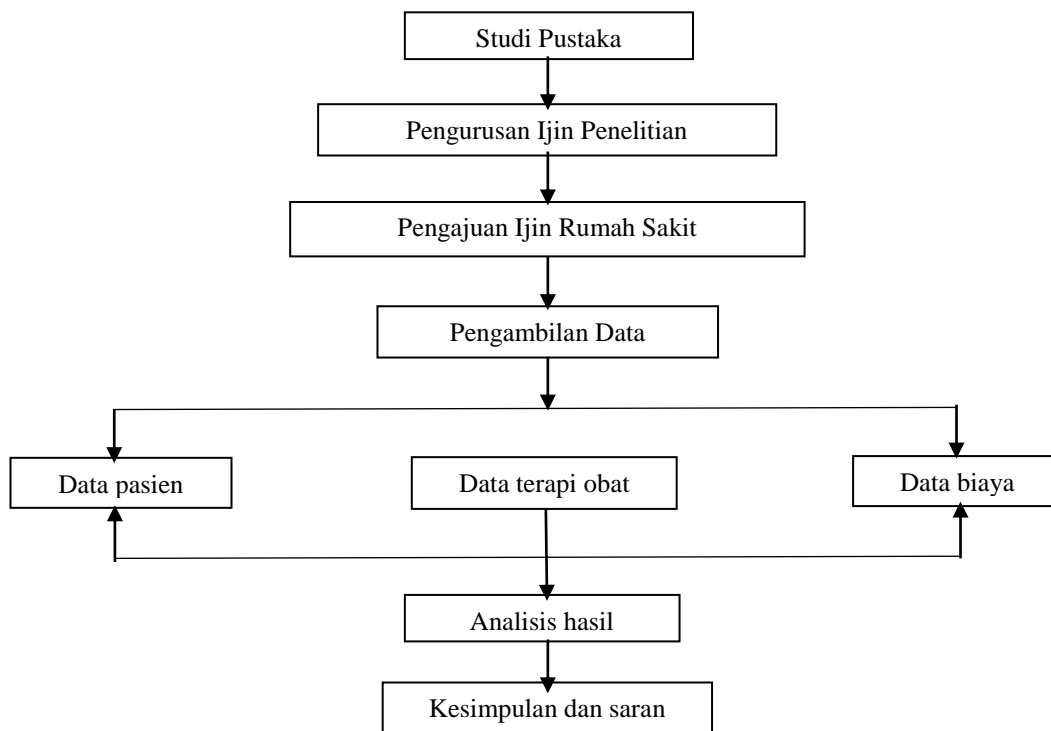 Studi Pustaka
Pengurusan Ijin Penelitian
Pengajuan Ijin Rumah Sakit
Pengambilan Data
Data pasien
Data terapi obat
Data biaya
Analisis hasil
Kesimpulan dan saran